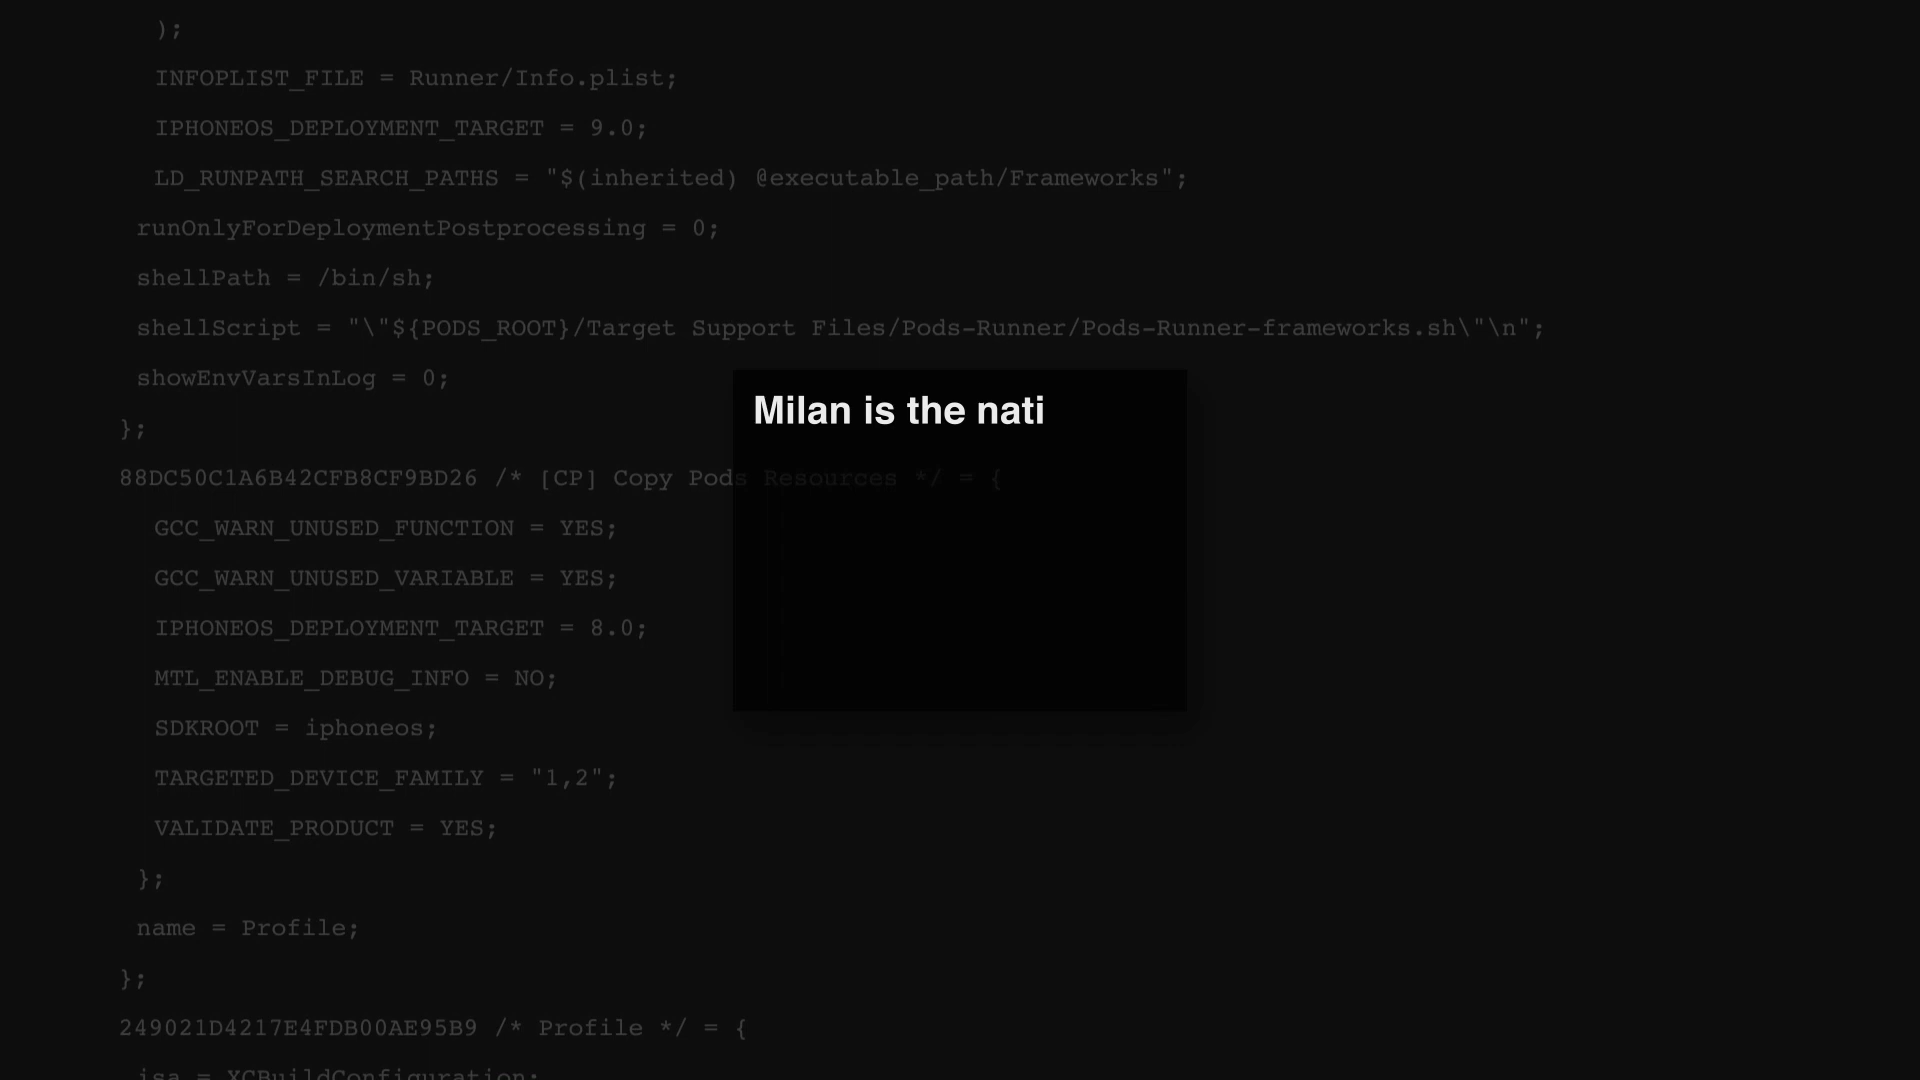 );
INFOPLIST_FILE = Runner/Info.plist;
IPHONEOS_DEPLOYMENT_TARGET = 9.0;
LD_RUNPATH_SEARCH_PATHS = "$(inherited) @executable_path/Frameworks";
runOnlyForDeploymentPostprocessing = 0;
shellPath = /bin/sh;
shellScript = "\"${PODS_ROOT}/Target Support Files/Pods-Runner/Pods-Runner-frameworks.sh\"\n";
showEnvVarsInLog = 0;
Milan is the nati
};
88DC50C1A6B42CFB8CF9BD26 /* [CP] Copy Pods Resources */ = {
GCC_WARN_UNUSED_FUNCTION = YES;
GCC_WARN_UNUSED_VARIABLE = YES;
IPHONEOS_DEPLOYMENT_TARGET = 8.0;
MTL_ENABLE_DEBUG_INFO = NO;
SDKROOT = iphoneos;
TARGETED_DEVICE_FAMILY = "1,2";
VALIDATE_PRODUCT = YES;
};
name = Profile;
};
249021D4217E4FDB00AE95B9 /* Profile */ = {
isa = XCBuildConfiguration;